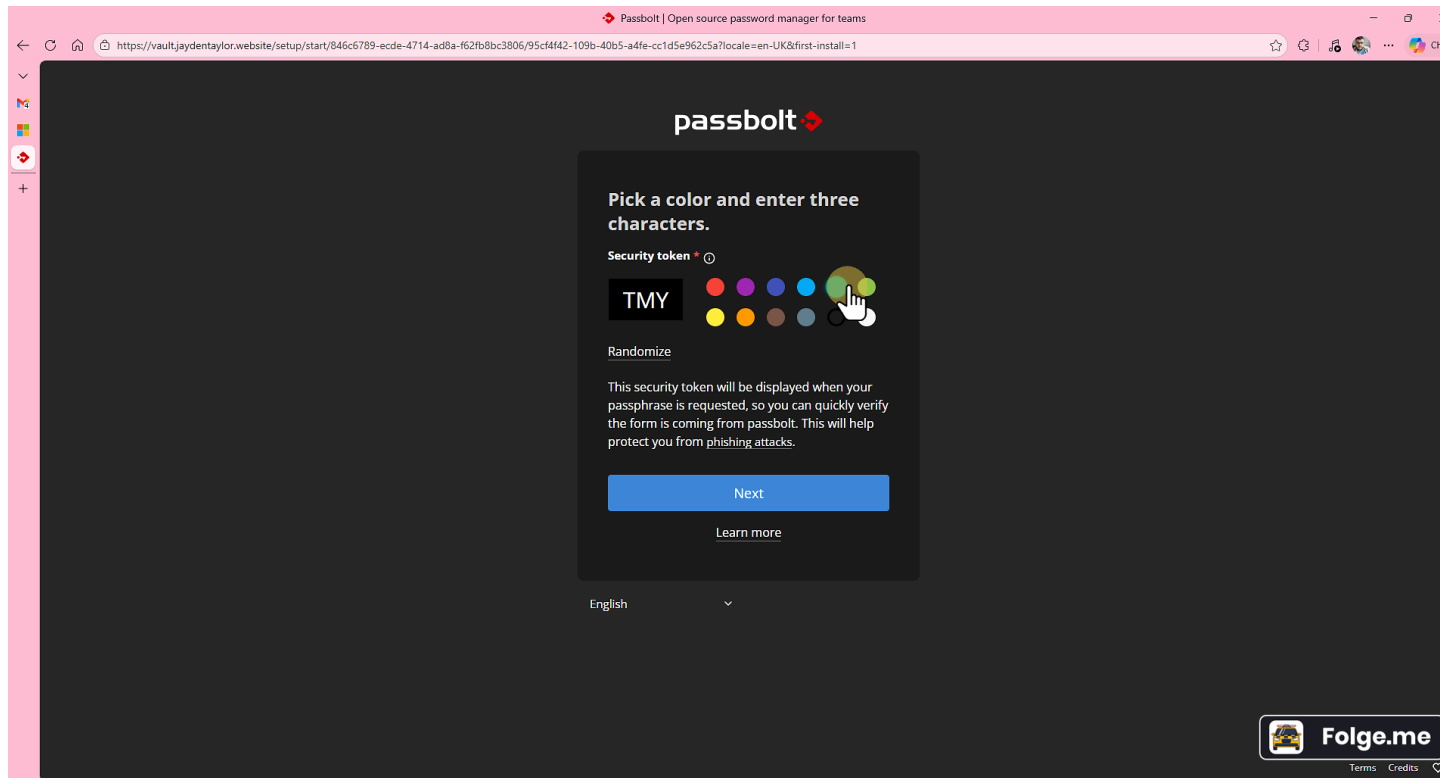 Passbolt | Open source password manager for teams
https://vault.jaydentaylor.website/setup/start/846c6789-ecde-4714-ad8a-f62fb8bc3806/95cf4f42-109b-40b5-a4fe-cc1d5e962c5a?locale=en-UK&first-install=1
passbolt
Pick a color and enter three
characters.
Security token *
TMY
Randomize
This security token will be displayed when your
passphrase is requested, so you can quickly verify
the form is coming from passbolt. This will help
protect you from phishing attacks.
Next
Learn more
English
Folge.me
Terms Credits